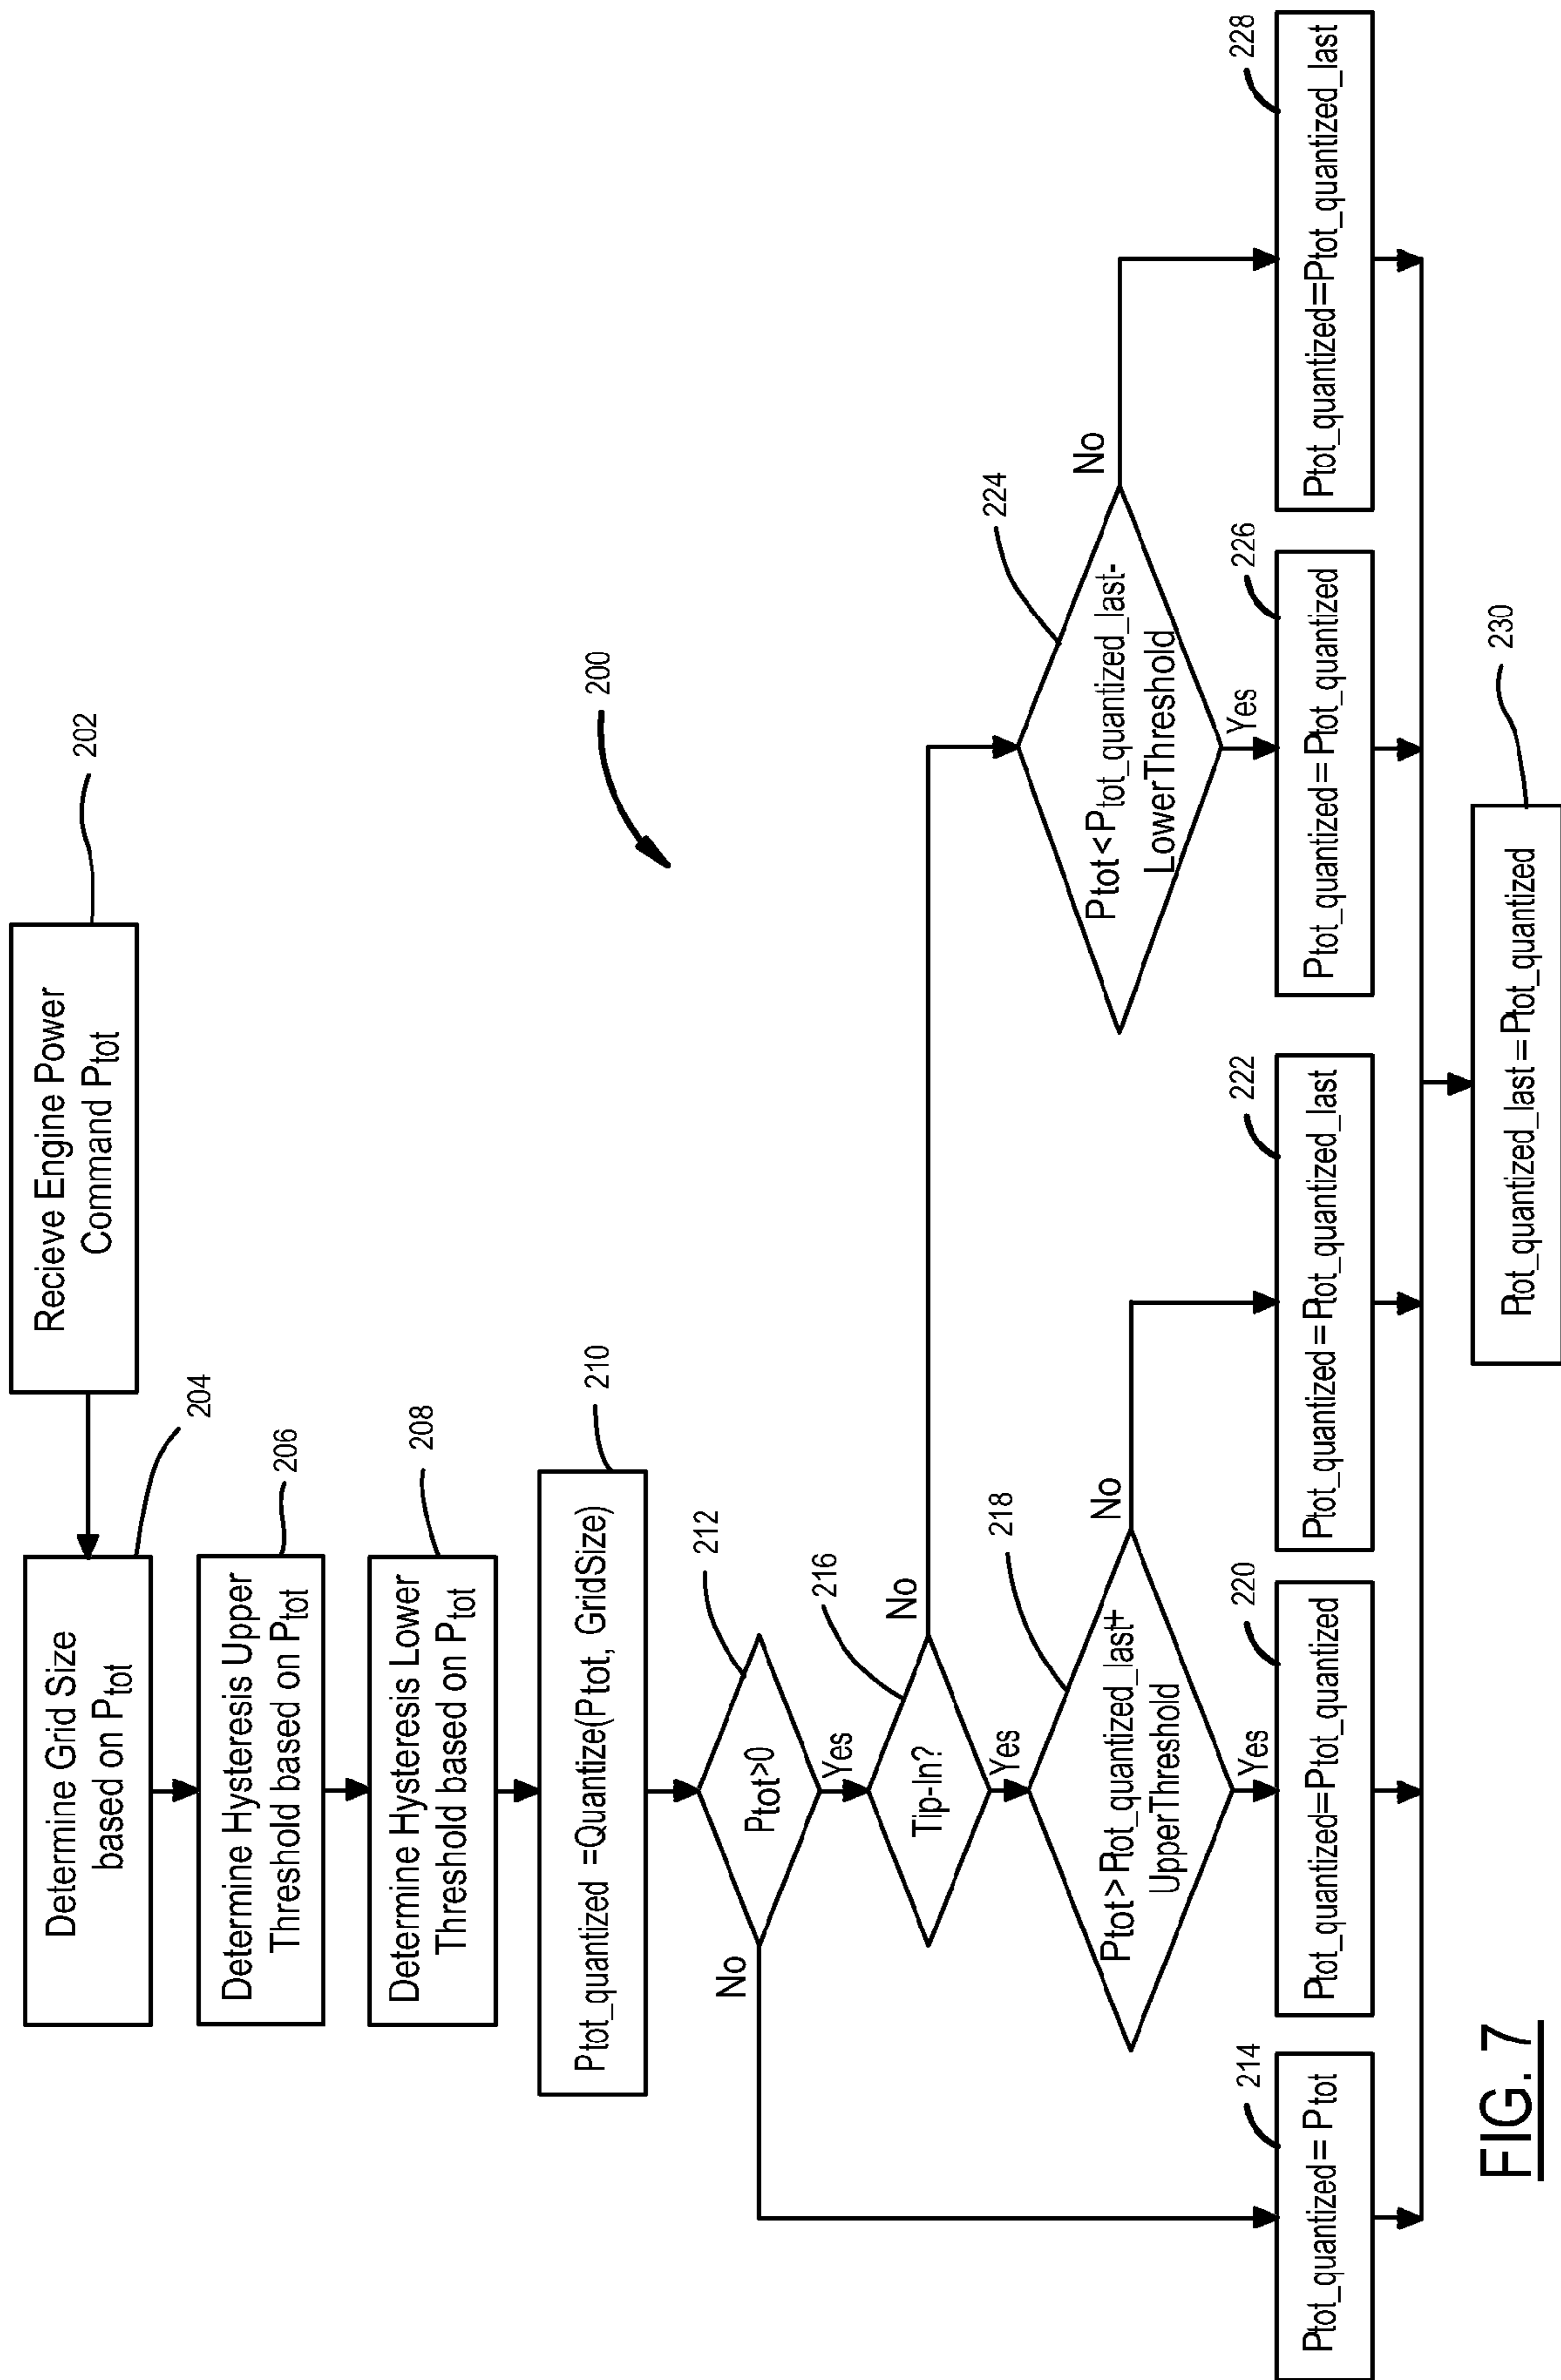 Recieve Engine Power
Command Ptot
202
Determine Grid Size
based on Ptot
204
Determine Hysteresis Upper
Threshold based on Ptot
206
Determine Hysteresis Lower
Threshold based on Ptot
208
Ptot_quantized =Quantize(Ptot, GridSize)
210
200
Ptot>0
212
No
Yes
Tip-In?
216
No
Yes
Ptot>Ptot_quantized_last+
UpperThreshold
218
No
Yes
Ptot<Ptot_quantized_last-
LowerThreshold
224
No
Yes
Ptot_quantized= Ptot
214
Ptot_quantized=Ptot_quantized
220
Ptot_quantized=Ptot_quantized_last
222
Ptot_quantized= Ptot_quantized
226
Ptot_quantized=Ptot_quantized_last
228
Ptot_quantized_last=Ptot_quantized
230
FIG. 7